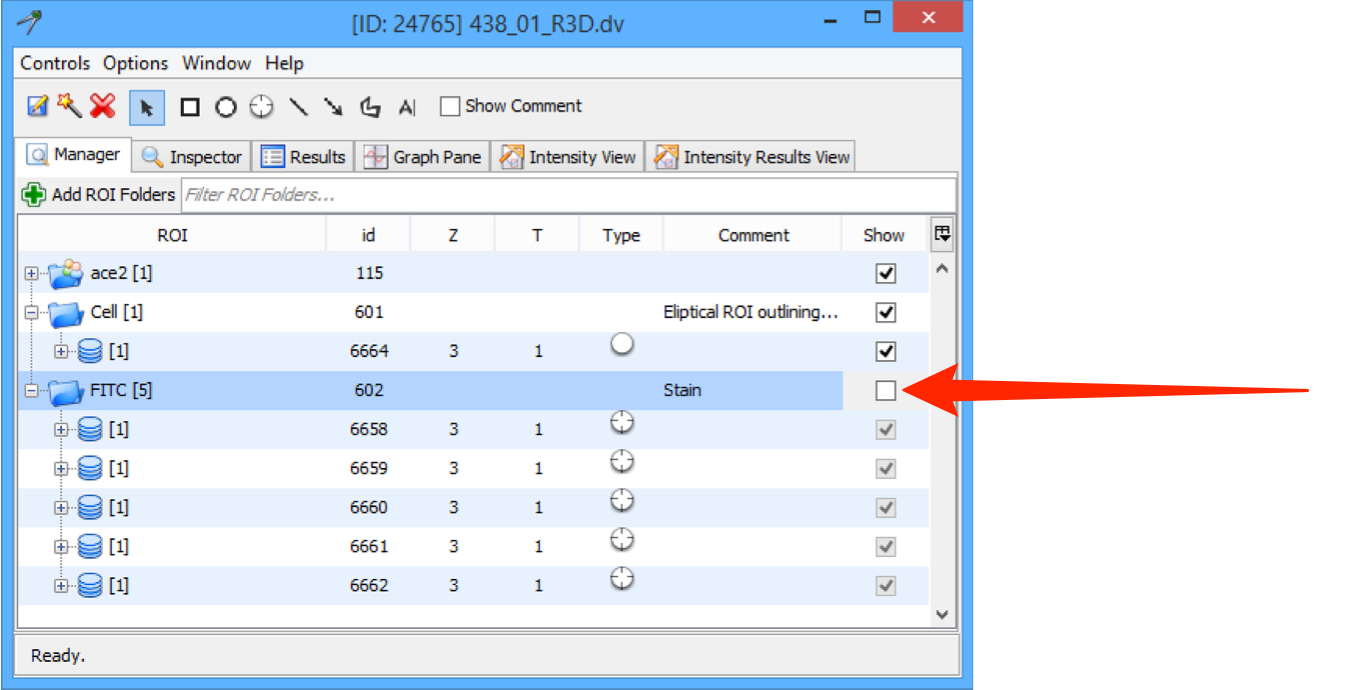 [ID: 24765] 438_01_R3D.dv
Controls Options Window Help
A Show Comment
Manager Inspector Results Graph Pane Intensity View Intensity Results View
Add ROI Folders Filter ROI Folders...
ROI id Z T Type Comment Show
ace2 [1] 115
Cell [1] 601 Eliptical ROI outlining...
[1] 6664 3 1
FITC [5] 602 Stain
[1] 6658 3 1
[1] 6659 3 1
[1] 6660 3 1
[1] 6661 3 1
[1] 6662 3 1
Ready.